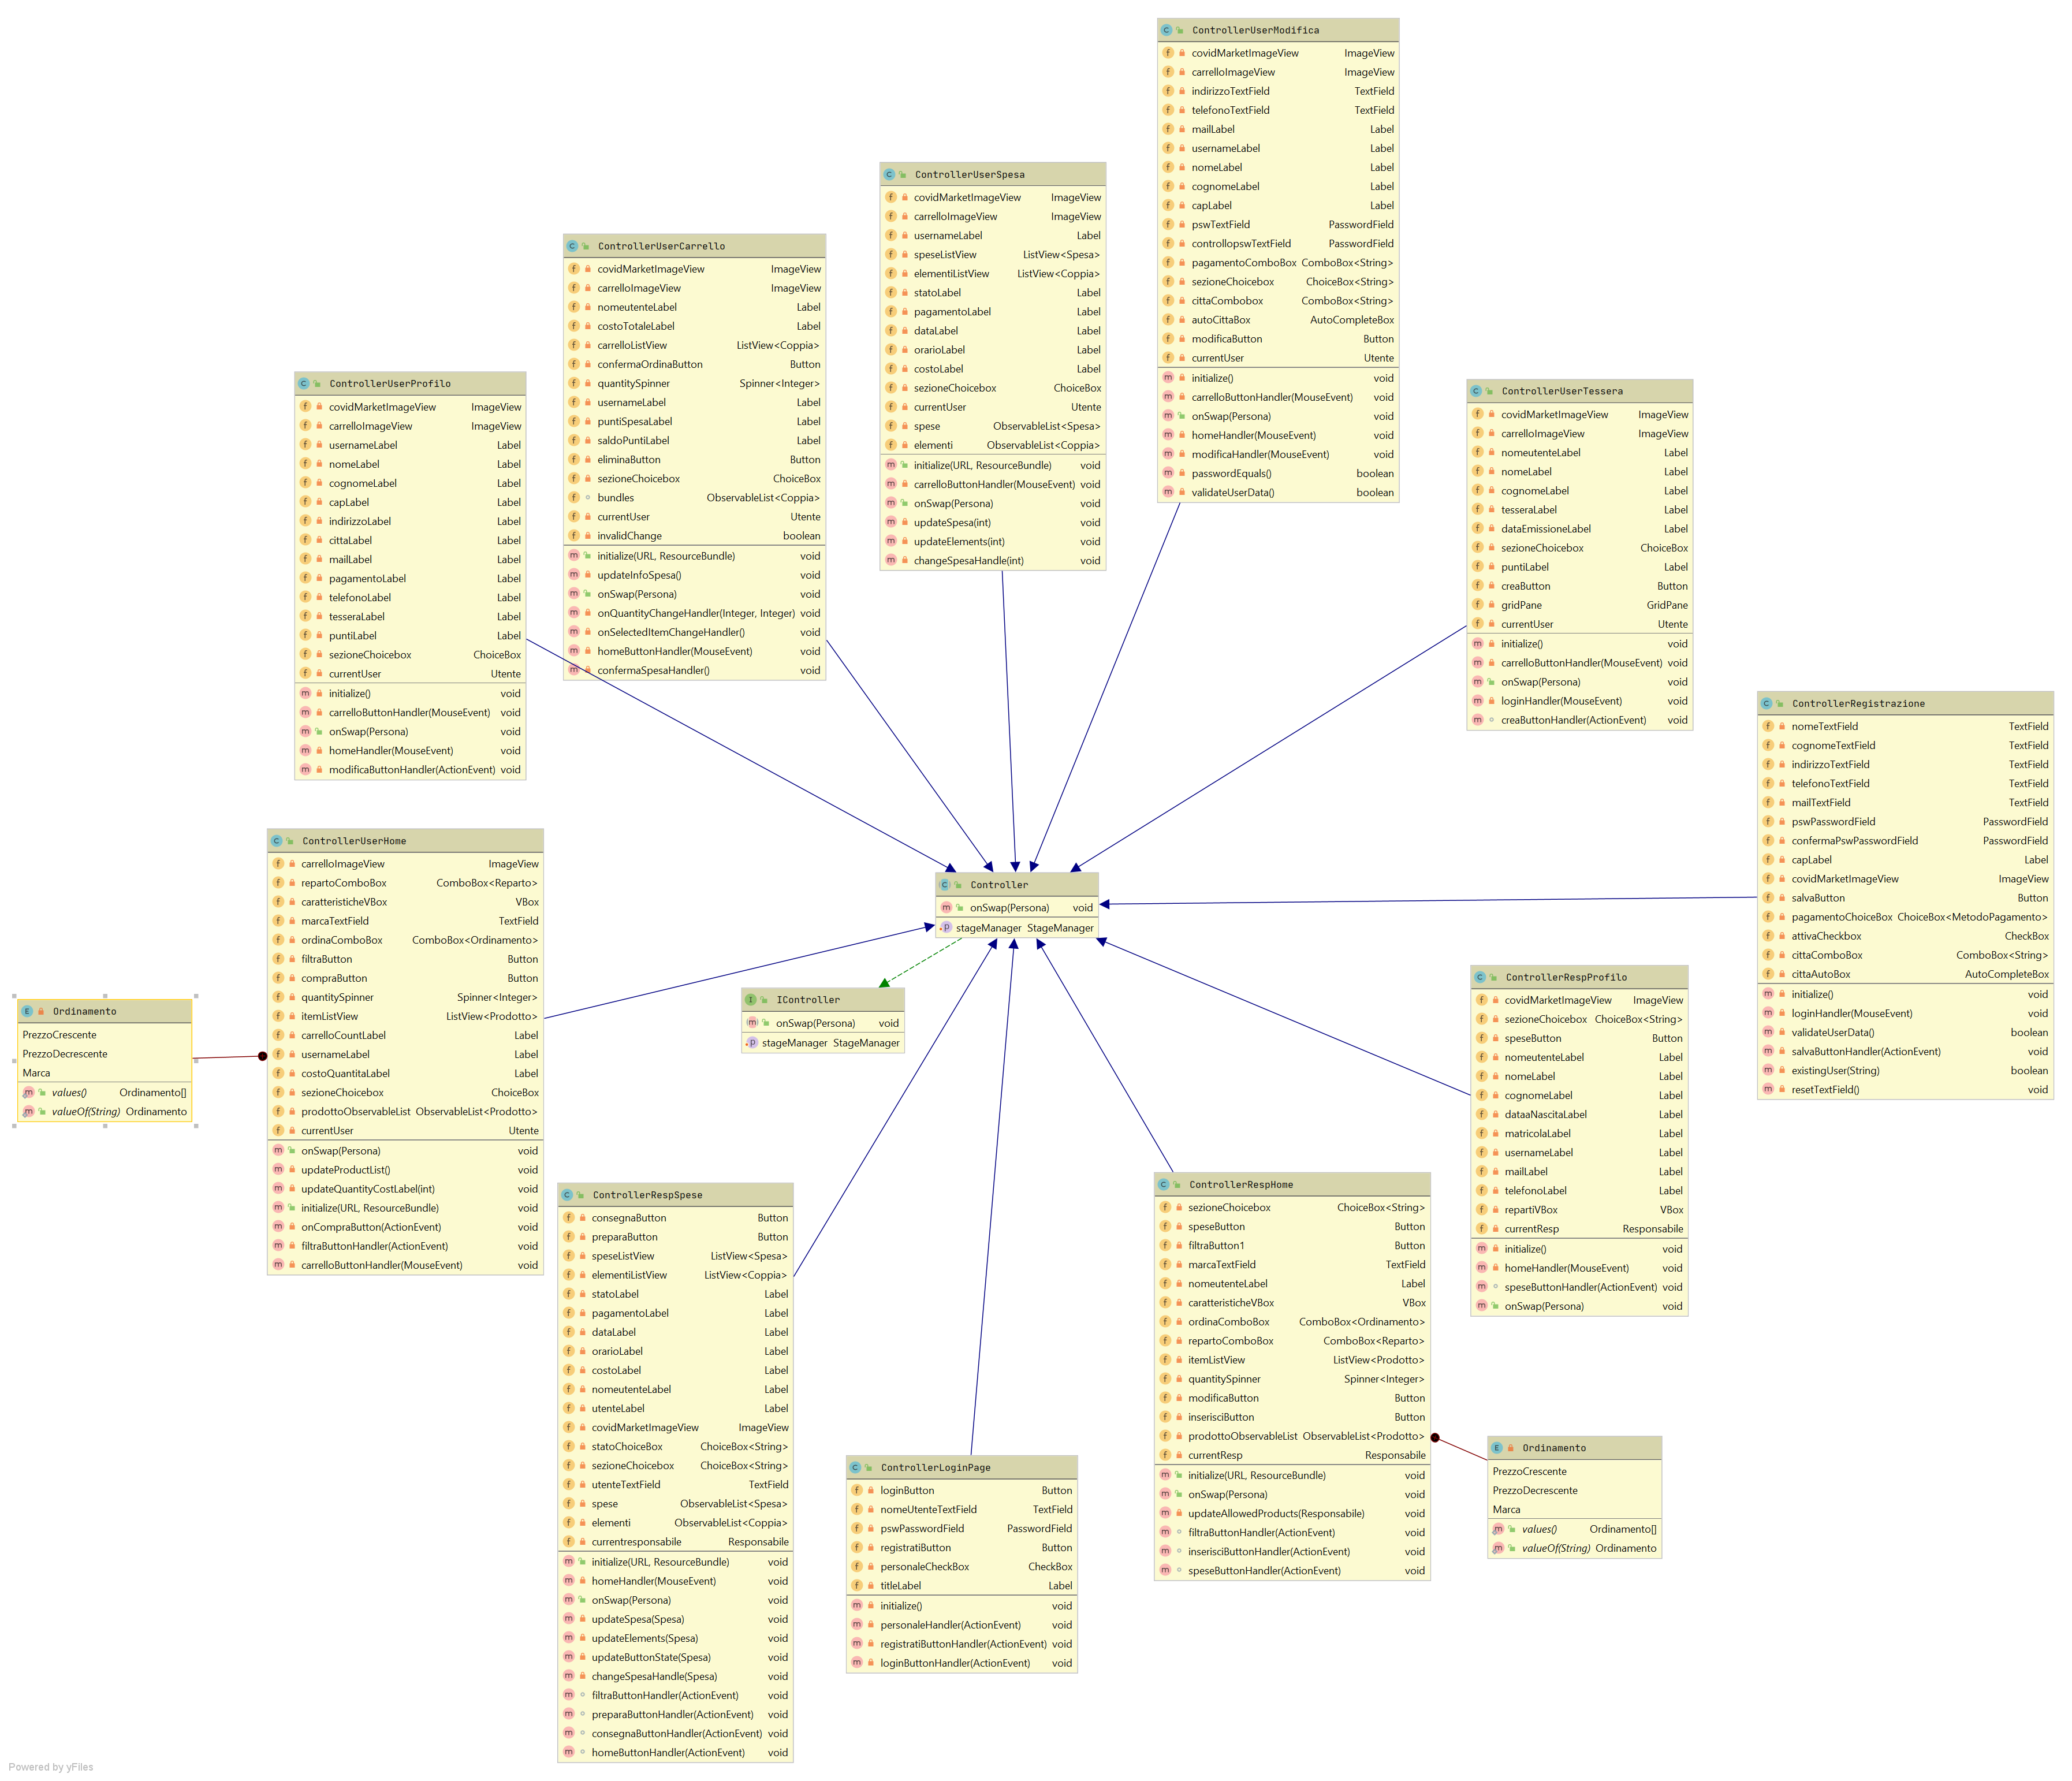 ControllerUserModifica
covidMarketImageView ImageView
carrelloImageView ImageView
indirizzoTextField TextField
telefonoTextField TextField
mailLabel Label
usernameLabel Label
nomeLabel Label
cognomeLabel Label
capLabel Label
pswTextField PasswordField
controllopswTextField PasswordField
pagamentoComboBox ComboBox<String>
sezioneChoicebox ChoiceBox<String>
cittaCombobox ComboBox<String>
autoCittaBox AutoCompleteBox
modificaButton Button
currentUser Utente
initialize() void
carrelloButtonHandler(MouseEvent) void
onSwap(Persona) void
homeHandler(MouseEvent) void
modificaHandler(MouseEvent) void
passwordEquals() boolean
validateUserData() boolean
ControllerUserSpesa
covidMarketImageView ImageView
carrelloImageView ImageView
usernameLabel Label
speseListView ListView<Spesa>
elementiListView ListView<Coppia>
statoLabel Label
pagamentoLabel Label
dataLabel Label
orarioLabel Label
costoLabel Label
sezioneChoicebox ChoiceBox
currentUser Utente
spese ObservableList<Spesa>
elementi ObservableList<Coppia>
initialize(URL, ResourceBundle) void
carrelloButtonHandler(MouseEvent) void
onSwap(Persona) void
updateSpesa(int) void
updateElements(int) void
changeSpesaHandle(int) void
ControllerUserCarrello
covidMarketImageView ImageView
carrelloImageView ImageView
nomeutenteLabel Label
costoTotaleLabel Label
carrelloListView ListView<Coppia>
confermaOrdinaButton Button
quantitySpinner Spinner<Integer>
usernameLabel Label
puntiSpesaLabel Label
saldoPuntiLabel Label
eliminaButton Button
sezioneChoicebox ChoiceBox
bundles ObservableList<Coppia>
currentUser Utente
invalidChange boolean
initialize(URL, ResourceBundle) void
updateInfoSpesa() void
onSwap(Persona) void
onQuantityChangeHandler(Integer, Integer) void
onSelectedItemChangeHandler() void
homeButtonHandler(MouseEvent) void
confermaSpesaHandler() void
ControllerUserProfilo
covidMarketImageView ImageView
carrelloImageView ImageView
usernameLabel Label
nomeLabel Label
cognomeLabel Label
capLabel Label
indirizzoLabel Label
cittaLabel Label
mailLabel Label
pagamentoLabel Label
telefonoLabel Label
tesseraLabel Label
puntiLabel Label
sezioneChoicebox ChoiceBox
currentUser Utente
initialize() void
carrelloButtonHandler(MouseEvent) void
onSwap(Persona) void
homeHandler(MouseEvent) void
modificaButtonHandler(ActionEvent) void
ControllerUserTessera
covidMarketImageView ImageView
carrelloImageView ImageView
nomeutenteLabel Label
nomeLabel Label
cognomeLabel Label
tesseraLabel Label
dataEmissioneLabel Label
sezioneChoicebox ChoiceBox
puntiLabel Label
creaButton Button
gridPane GridPane
currentUser Utente
initialize() void
carrelloButtonHandler(MouseEvent) void
onSwap(Persona) void
loginHandler(MouseEvent) void
creaButtonHandler(ActionEvent) void
ControllerRegistrazione
nomeTextField TextField
cognomeTextField TextField
indirizzoTextField TextField
telefonoTextField TextField
mailTextField TextField
pswPasswordField PasswordField
confermaPswPasswordField PasswordField
capLabel Label
covidMarketImageView ImageView
salvaButton Button
pagamentoChoiceBox ChoiceBox<MetodoPagamento>
attivaCheckbox CheckBox
cittaComboBox ComboBox<String>
cittaAutoBox AutoCompleteBox
initialize() void
loginHandler(MouseEvent) void
validateUserData() boolean
salvaButtonHandler(ActionEvent) void
existingUser(String) boolean
resetTextField() void
ControllerUserHome
carrelloImageView ImageView
repartoComboBox ComboBox<Reparto>
caratteristicheVBox VBox
marcaTextField TextField
ordinaComboBox ComboBox<Ordinamento>
filtraButton Button
compraButton Button
quantitySpinner Spinner<Integer>
itemListView ListView<Prodotto>
carrelloCountLabel Label
usernameLabel Label
costoQuantitaLabel Label
sezioneChoicebox ChoiceBox
prodottoObservableList ObservableList<Prodotto>
currentUser Utente
onSwap(Persona) void
updateProductList() void
updateQuantityCostLabel(int) void
initialize(URL, ResourceBundle) void
onCompraButton(ActionEvent) void
filtraButtonHandler(ActionEvent) void
carrelloButtonHandler(MouseEvent) void
Controller
onSwap(Persona) void
stageManager StageManager
IController
onSwap(Persona) void
stageManager StageManager
Ordinamento
PrezzoCrescente
PrezzoDecrescente
Marca
values() Ordinamento[]
valueOf(String) Ordinamento
ControllerRespProfilo
covidMarketImageView ImageView
sezioneChoicebox ChoiceBox<String>
speseButton Button
nomeutenteLabel Label
nomeLabel Label
cognomeLabel Label
dataaNascitaLabel Label
matricolaLabel Label
usernameLabel Label
mailLabel Label
telefonoLabel Label
repartiVBox VBox
currentResp Responsabile
initialize() void
homeHandler(MouseEvent) void
speseButtonHandler(ActionEvent) void
onSwap(Persona) void
ControllerRespSpese
consegnaButton Button
preparaButton Button
speseListView ListView<Spesa>
elementiListView ListView<Coppia>
statoLabel Label
pagamentoLabel Label
dataLabel Label
orarioLabel Label
costoLabel Label
nomeutenteLabel Label
utenteLabel Label
covidMarketImageView ImageView
statoChoiceBox ChoiceBox<String>
sezioneChoicebox ChoiceBox<String>
utenteTextField TextField
spese ObservableList<Spesa>
elementi ObservableList<Coppia>
currentresponsabile Responsabile
initialize(URL, ResourceBundle) void
homeHandler(MouseEvent) void
onSwap(Persona) void
updateSpesa(Spesa) void
updateElements(Spesa) void
updateButtonState(Spesa) void
changeSpesaHandle(Spesa) void
filtraButtonHandler(ActionEvent) void
preparaButtonHandler(ActionEvent) void
consegnaButtonHandler(ActionEvent) void
homeButtonHandler(ActionEvent) void
ControllerRespHome
sezioneChoicebox ChoiceBox<String>
speseButton Button
filtraButton1 Button
marcaTextField TextField
nomeutenteLabel Label
caratteristicheVBox VBox
ordinaComboBox ComboBox<Ordinamento>
repartoComboBox ComboBox<Reparto>
itemListView ListView<Prodotto>
quantitySpinner Spinner<Integer>
modificaButton Button
inserisciButton Button
prodottoObservableList ObservableList<Prodotto>
currentResp Responsabile
initialize(URL, ResourceBundle) void
onSwap(Persona) void
updateAllowedProducts(Responsabile) void
filtraButtonHandler(ActionEvent) void
inserisciButtonHandler(ActionEvent) void
speseButtonHandler(ActionEvent) void
Ordinamento
PrezzoCrescente
PrezzoDecrescente
Marca
values() Ordinamento[]
valueOf(String) Ordinamento
ControllerLoginPage
loginButton Button
nomeUtenteTextField TextField
pswPasswordField PasswordField
registratiButton Button
personaleCheckBox CheckBox
titleLabel Label
initialize() void
personaleHandler(ActionEvent) void
registratiButtonHandler(ActionEvent) void
loginButtonHandler(ActionEvent) void
Powered by yFiles